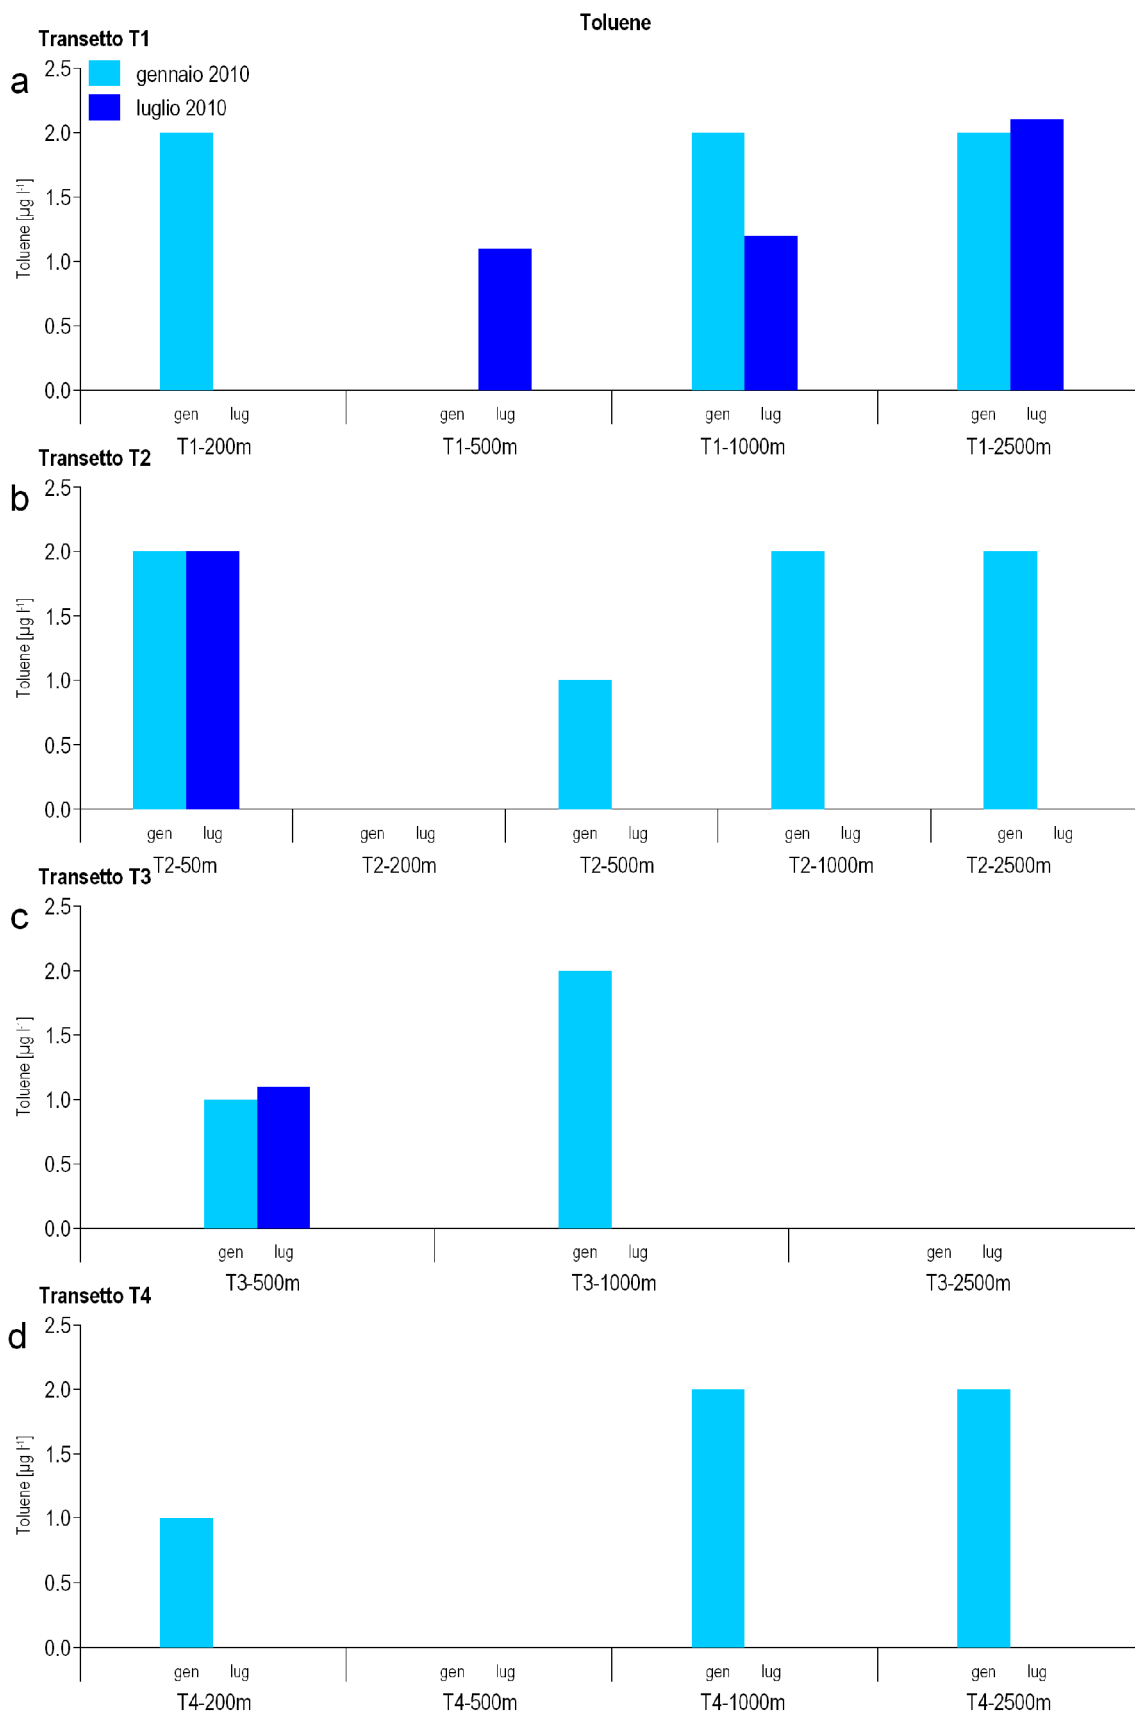 Toluene
Transetto T1
a
gennaio 2010
luglio 2010
2.5
2.0
1.5
1.0
0.5
0.0
Toluene [µg l⁻¹]
gen lug gen lug gen lug gen lug
T1-200m T1-500m T1-1000m T1-2500m
Transetto T2
b
2.5
2.0
1.5
1.0
0.5
0.0
Toluene [µg l⁻¹]
gen lug gen lug gen lug gen lug gen lug
T2-50m T2-200m T2-500m T2-1000m T2-2500m
Transetto T3
c
2.5
2.0
1.5
1.0
0.5
0.0
Toluene [µg l⁻¹]
gen lug gen lug gen lug
T3-500m T3-1000m T3-2500m
Transetto T4
d
2.5
2.0
1.5
1.0
0.5
0.0
Toluene [µg l⁻¹]
gen lug gen lug gen lug gen lug
T4-200m T4-500m T4-1000m T4-2500m